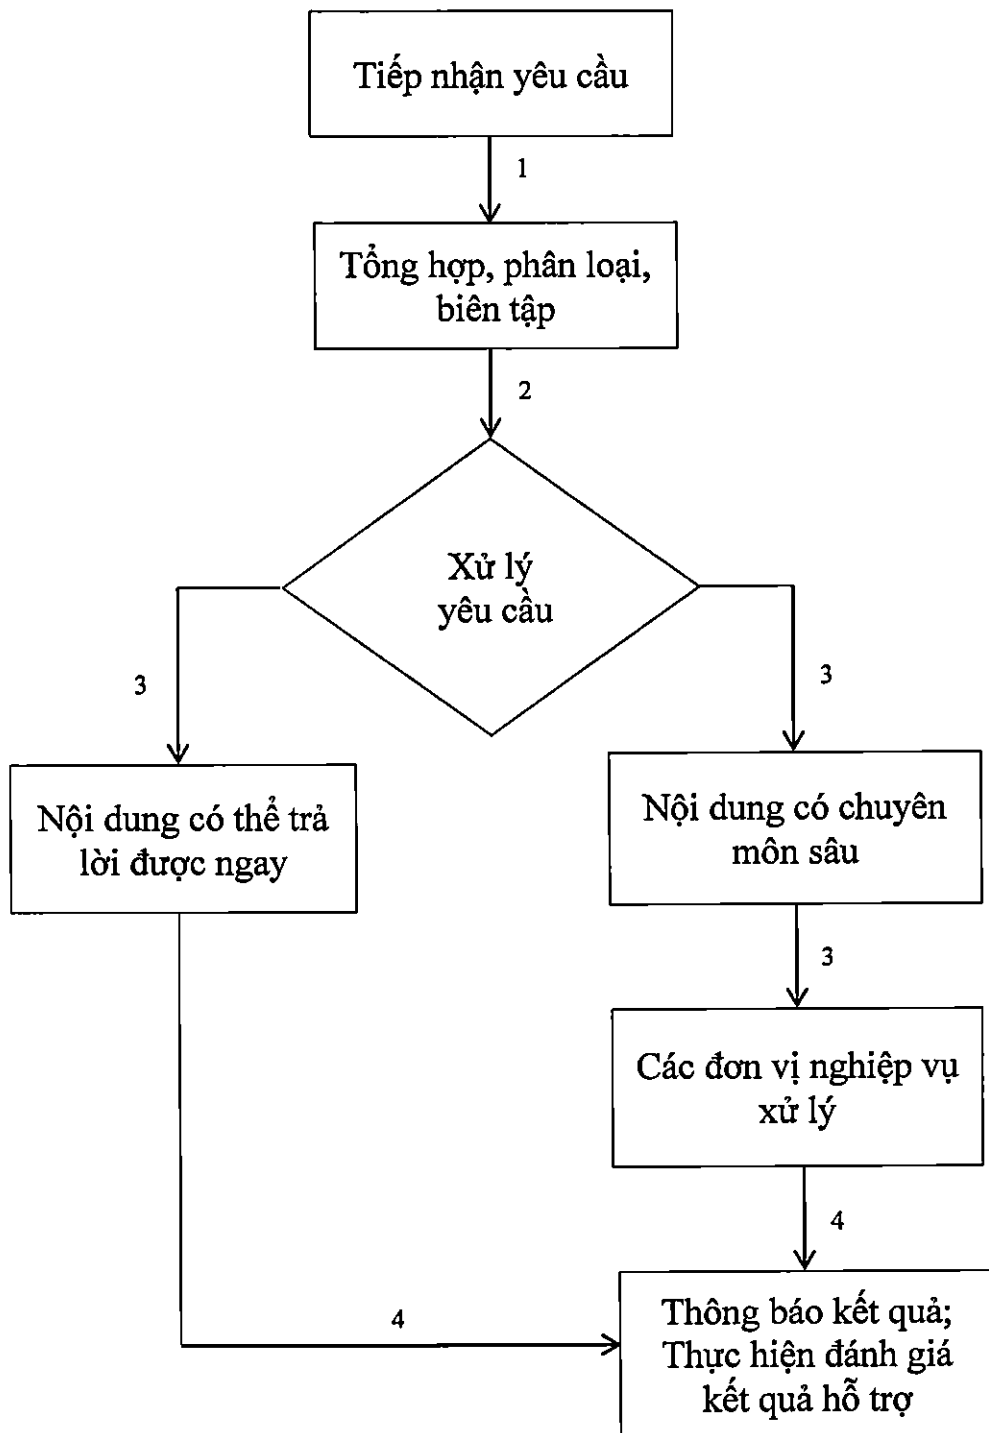 Tiếp nhận yêu cầu
1
Tổng hợp, phân loại,
biên tập
2
Xử lý
yêu cầu
3
3
Nội dung có thể trả
lời được ngay
Nội dung có chuyên
môn sâu
3
Các đơn vị nghiệp vụ
xử lý
4
4
Thông báo kết quả;
Thực hiện đánh giá
kết quả hỗ trợ